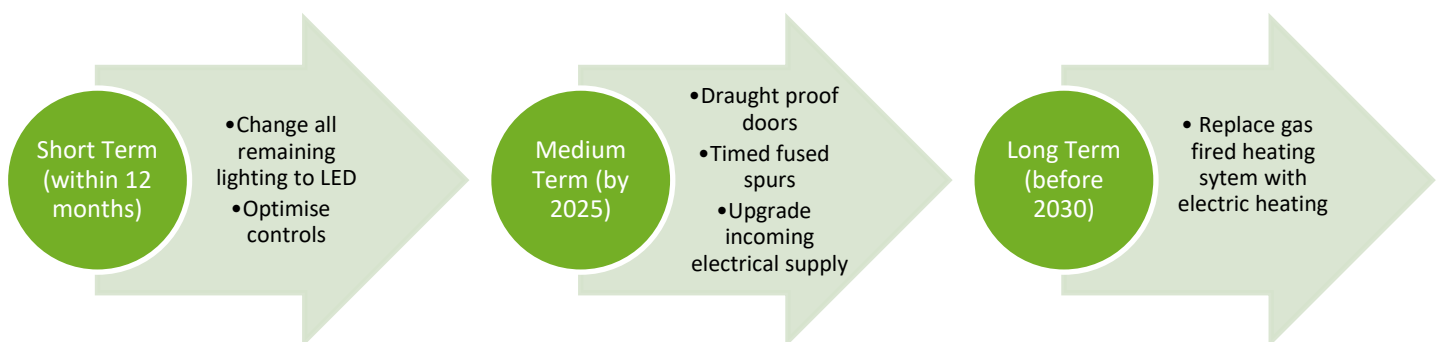 Short Term
(within 12
months)
•Change all
remaining
lighting to LED
•Optimise
controls
Medium
Term (by
2025)
•Draught proof
doors
•Timed fused
spurs
•Upgrade
incoming
electrical supply
Long Term
(before
2030)
• Replace gas
fired heating
sytem with
electric heating